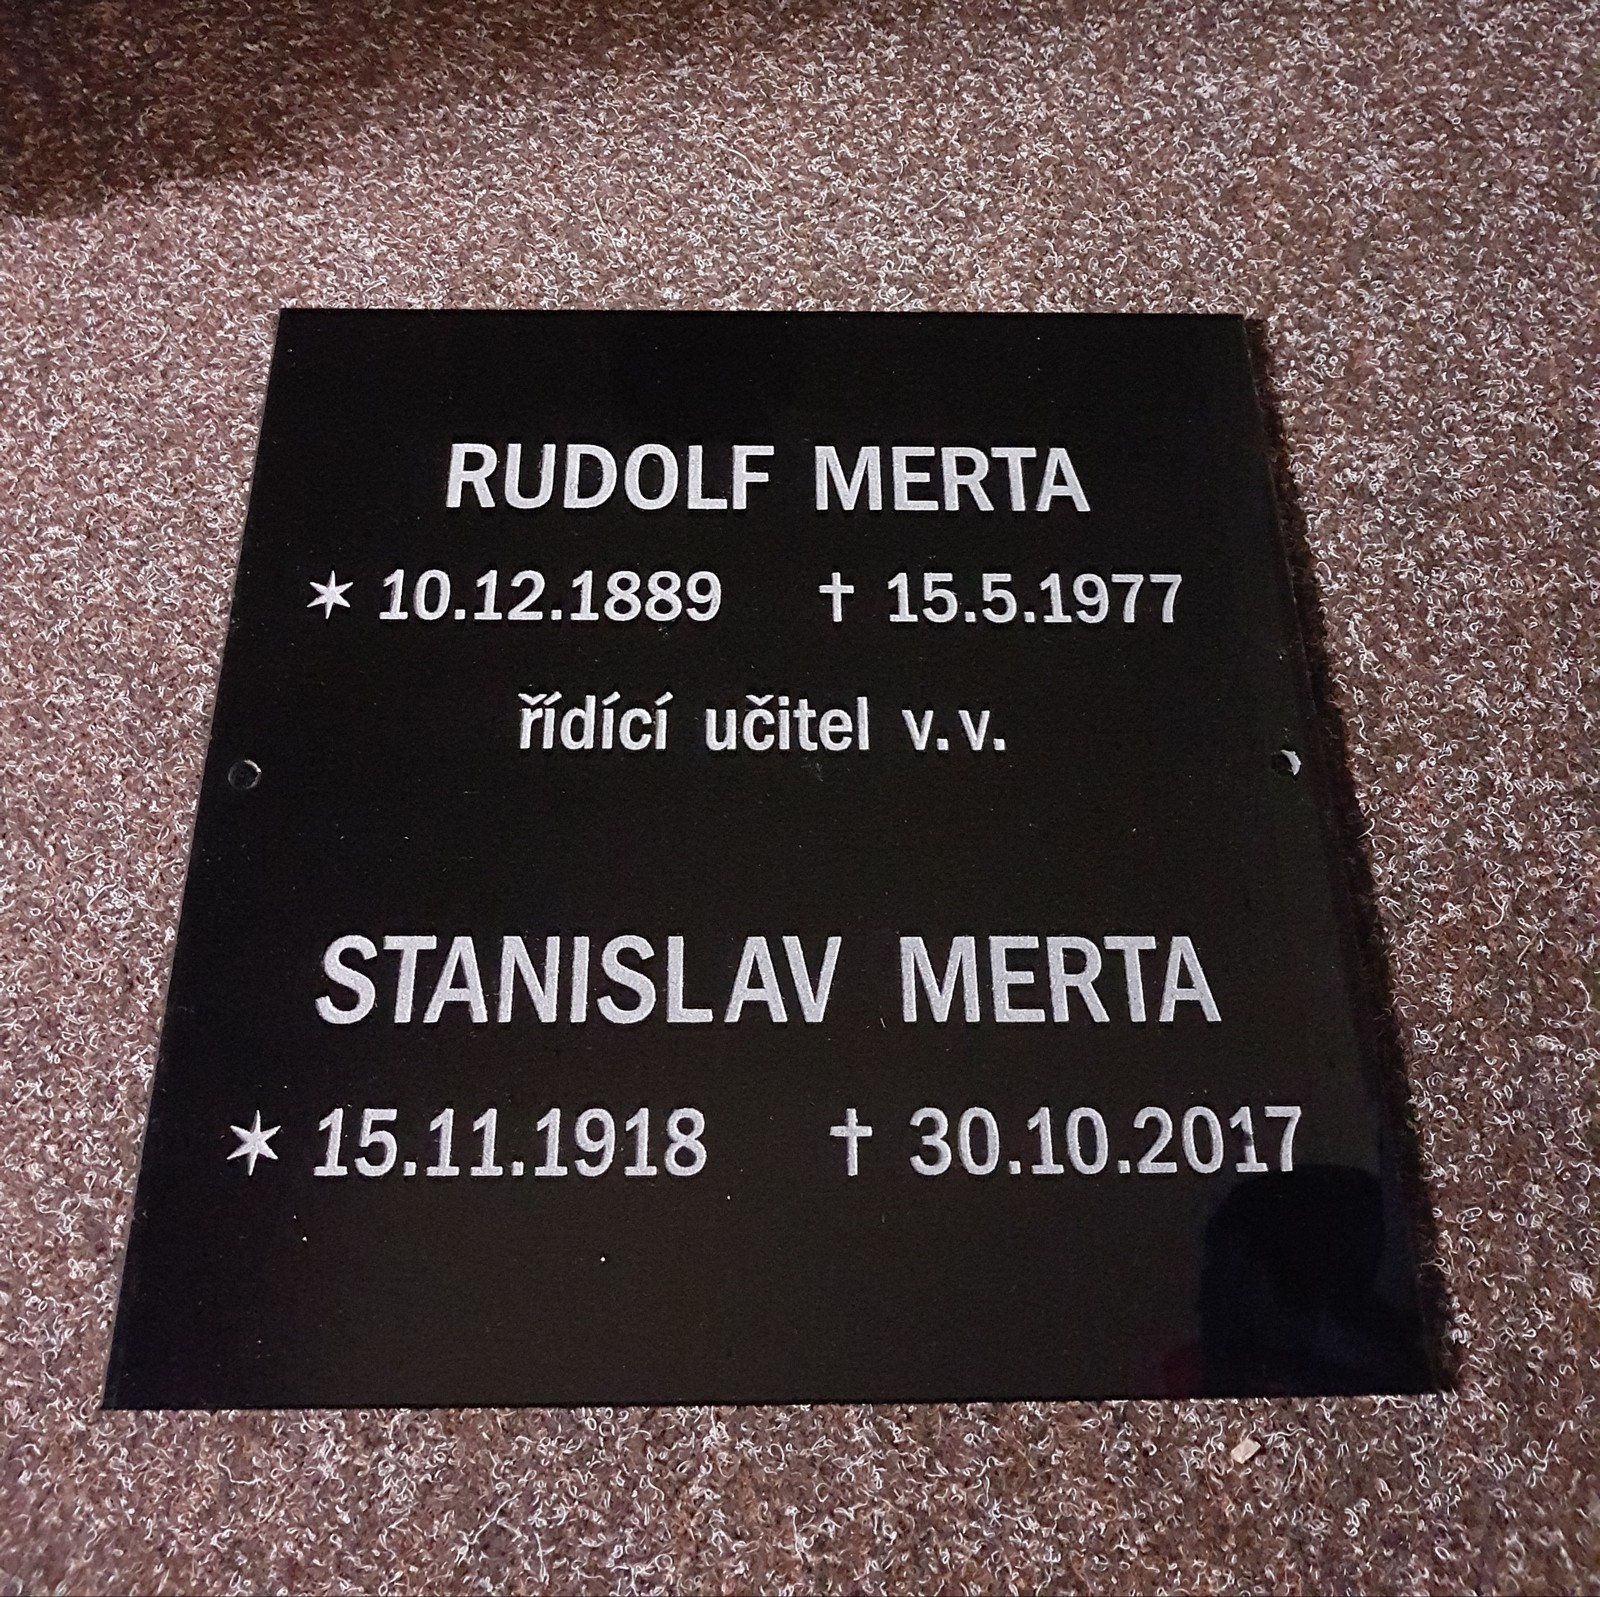 RUDOLF MERTA
✶ 10.12.1889 † 15.5.1977
řídící učitel v.v.
STANISLAV MERTA
✶ 15.11.1918 † 30.10.2017